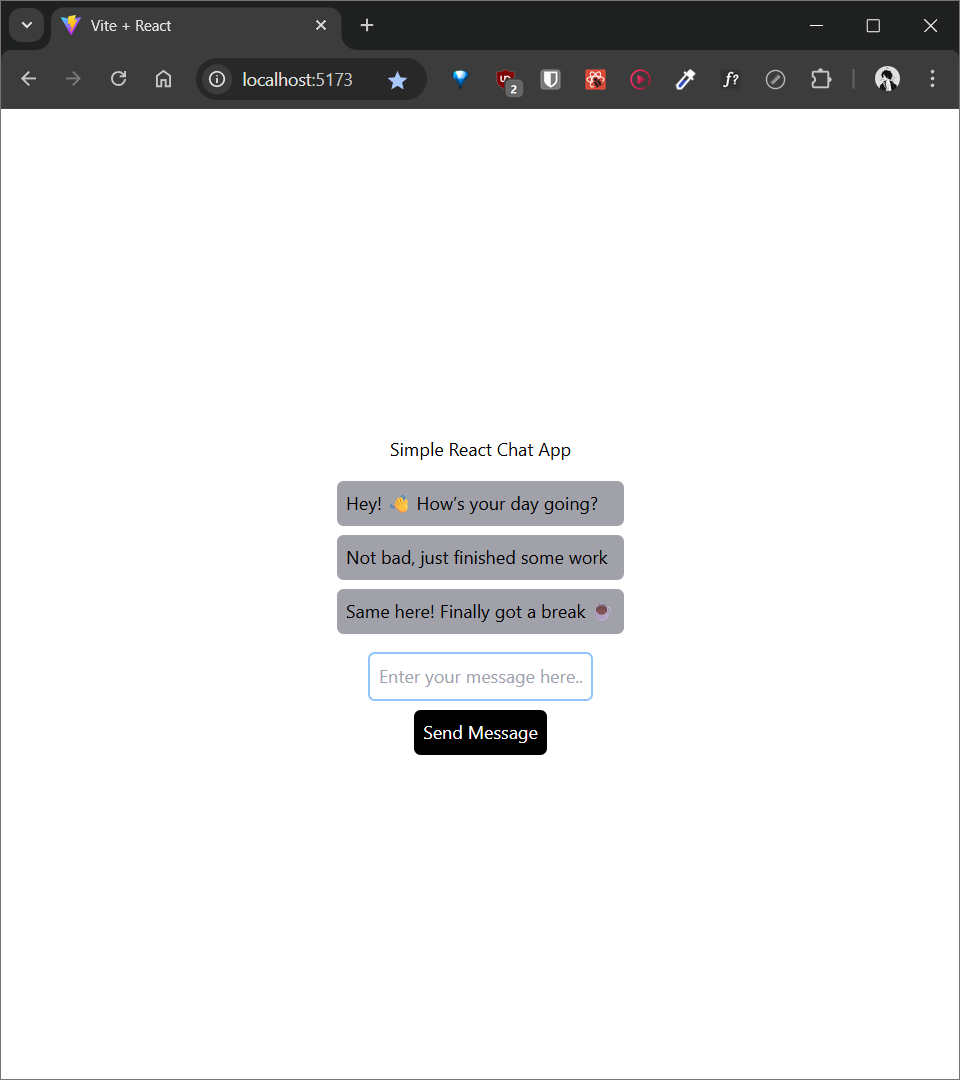 Vite + React
localhost:5173
2
f?
Simple React Chat App
Hey! 👋 How’s your day going?
Not bad, just finished some work
Same here! Finally got a break ☕
Enter your message here..
Send Message